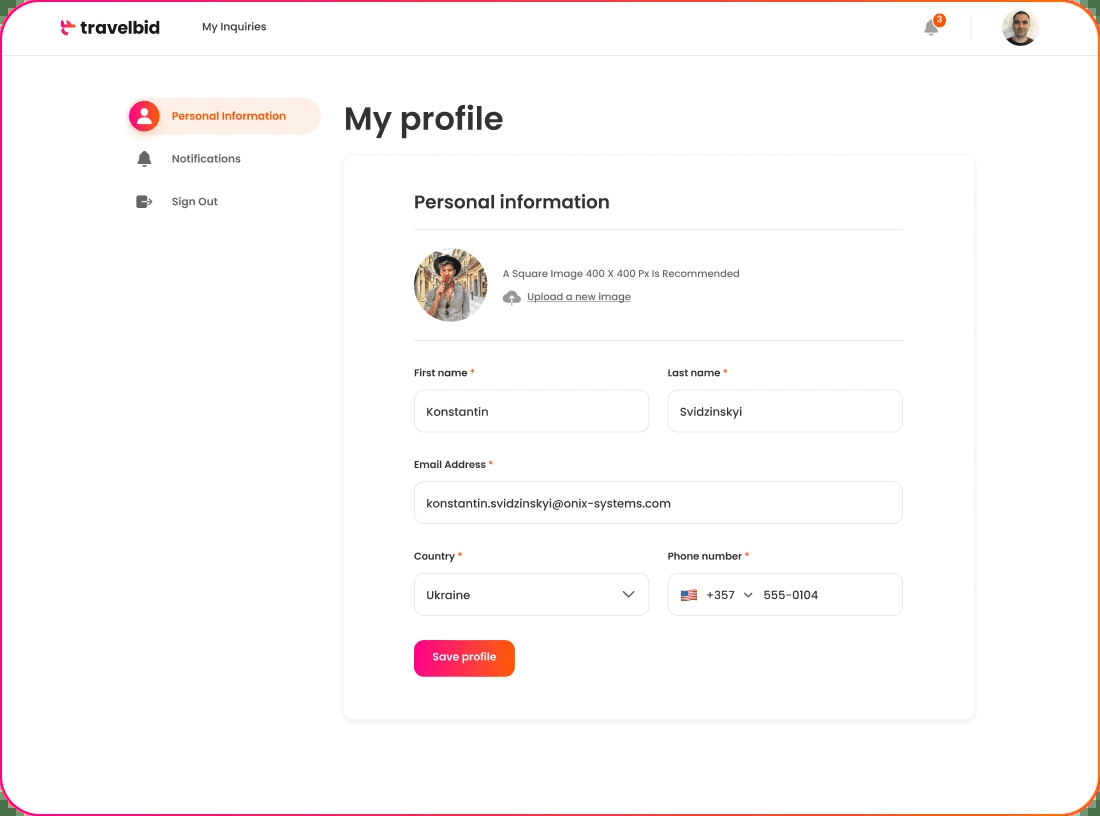 travelbid
My Inquiries
3
Personal Information
Notifications
Sign Out
My profile
Personal information
A Square Image 400 X 400 Px Is Recommended
Upload a new image
First name *
Last name *
Konstantin
Svidzinskyi
Email Address *
konstantin.svidzinskyi@onix-systems.com
Country *
Phone number *
Ukraine
+357 555-0104
Save profile